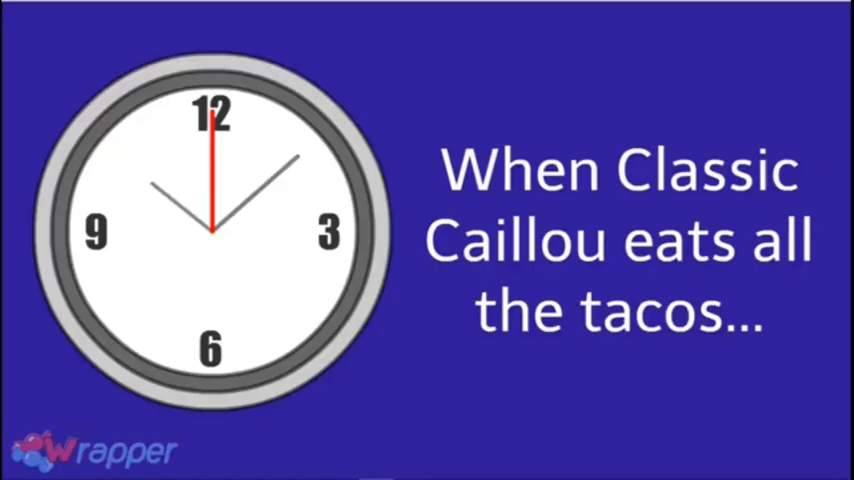 12
9
3
6
When Classic
Caillou eats all
the tacos...
Wrapper